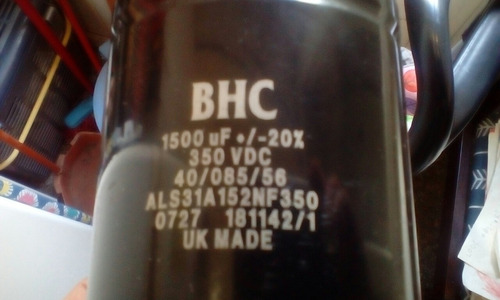 BHC
1500 uF +/-20%
350 VDC
40/085/56
ALS31A152NF350
0727 181142/1
UK MADE